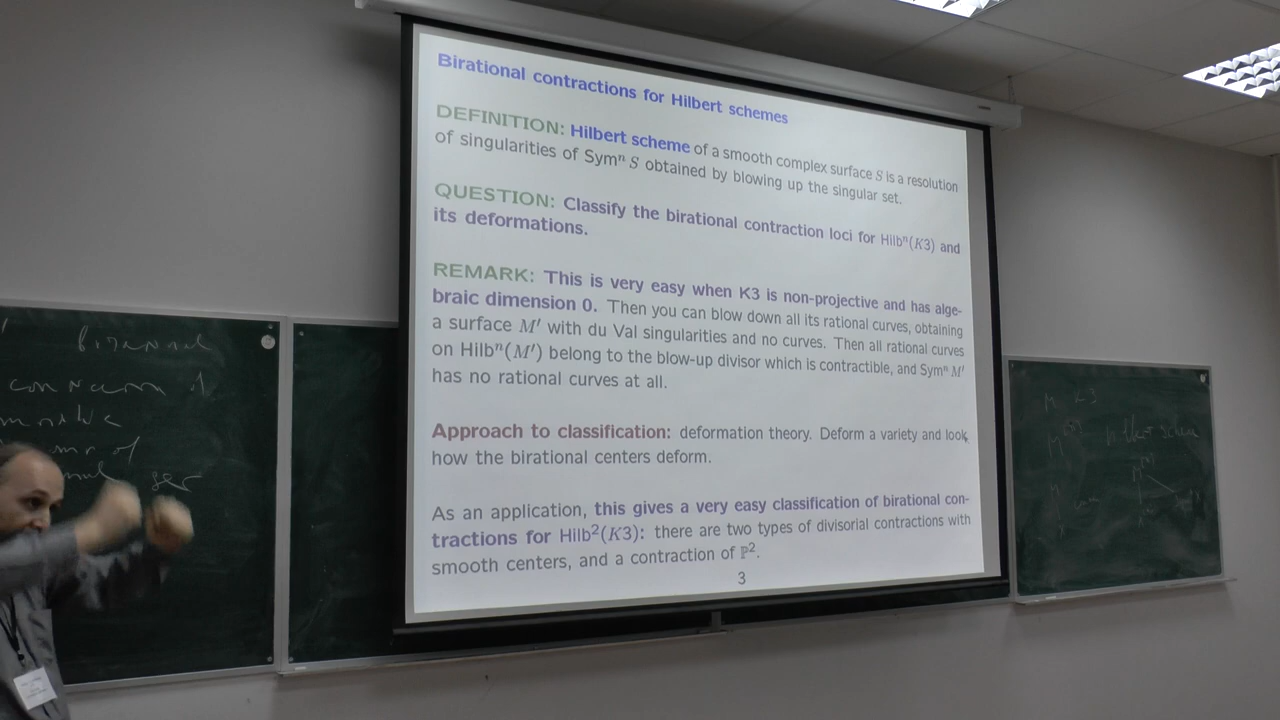 Birational contractions for Hilbert schemes
DEFINITION: Hilbert scheme of a smooth complex surface S is a resolution
of singularities of Symⁿ S obtained by blowing up the singular set.
QUESTION: Classify the birational contraction loci for Hilbⁿ(K3) and
its deformations.
REMARK: This is very easy when K3 is non-projective and has alge-
braic dimension 0. Then you can blow down all its rational curves, obtaining
a surface M′ with du Val singularities and no curves. Then all rational curves
on Hilbⁿ(M′) belong to the blow-up divisor which is contractible, and Symⁿ M′
has no rational curves at all.
Approach to classification: deformation theory. Deform a variety and look
how the birational centers deform.
As an application, this gives a very easy classification of birational con-
tractions for Hilb²(K3): there are two types of divisorial contractions with
smooth centers, and a contraction of ℙ².
3